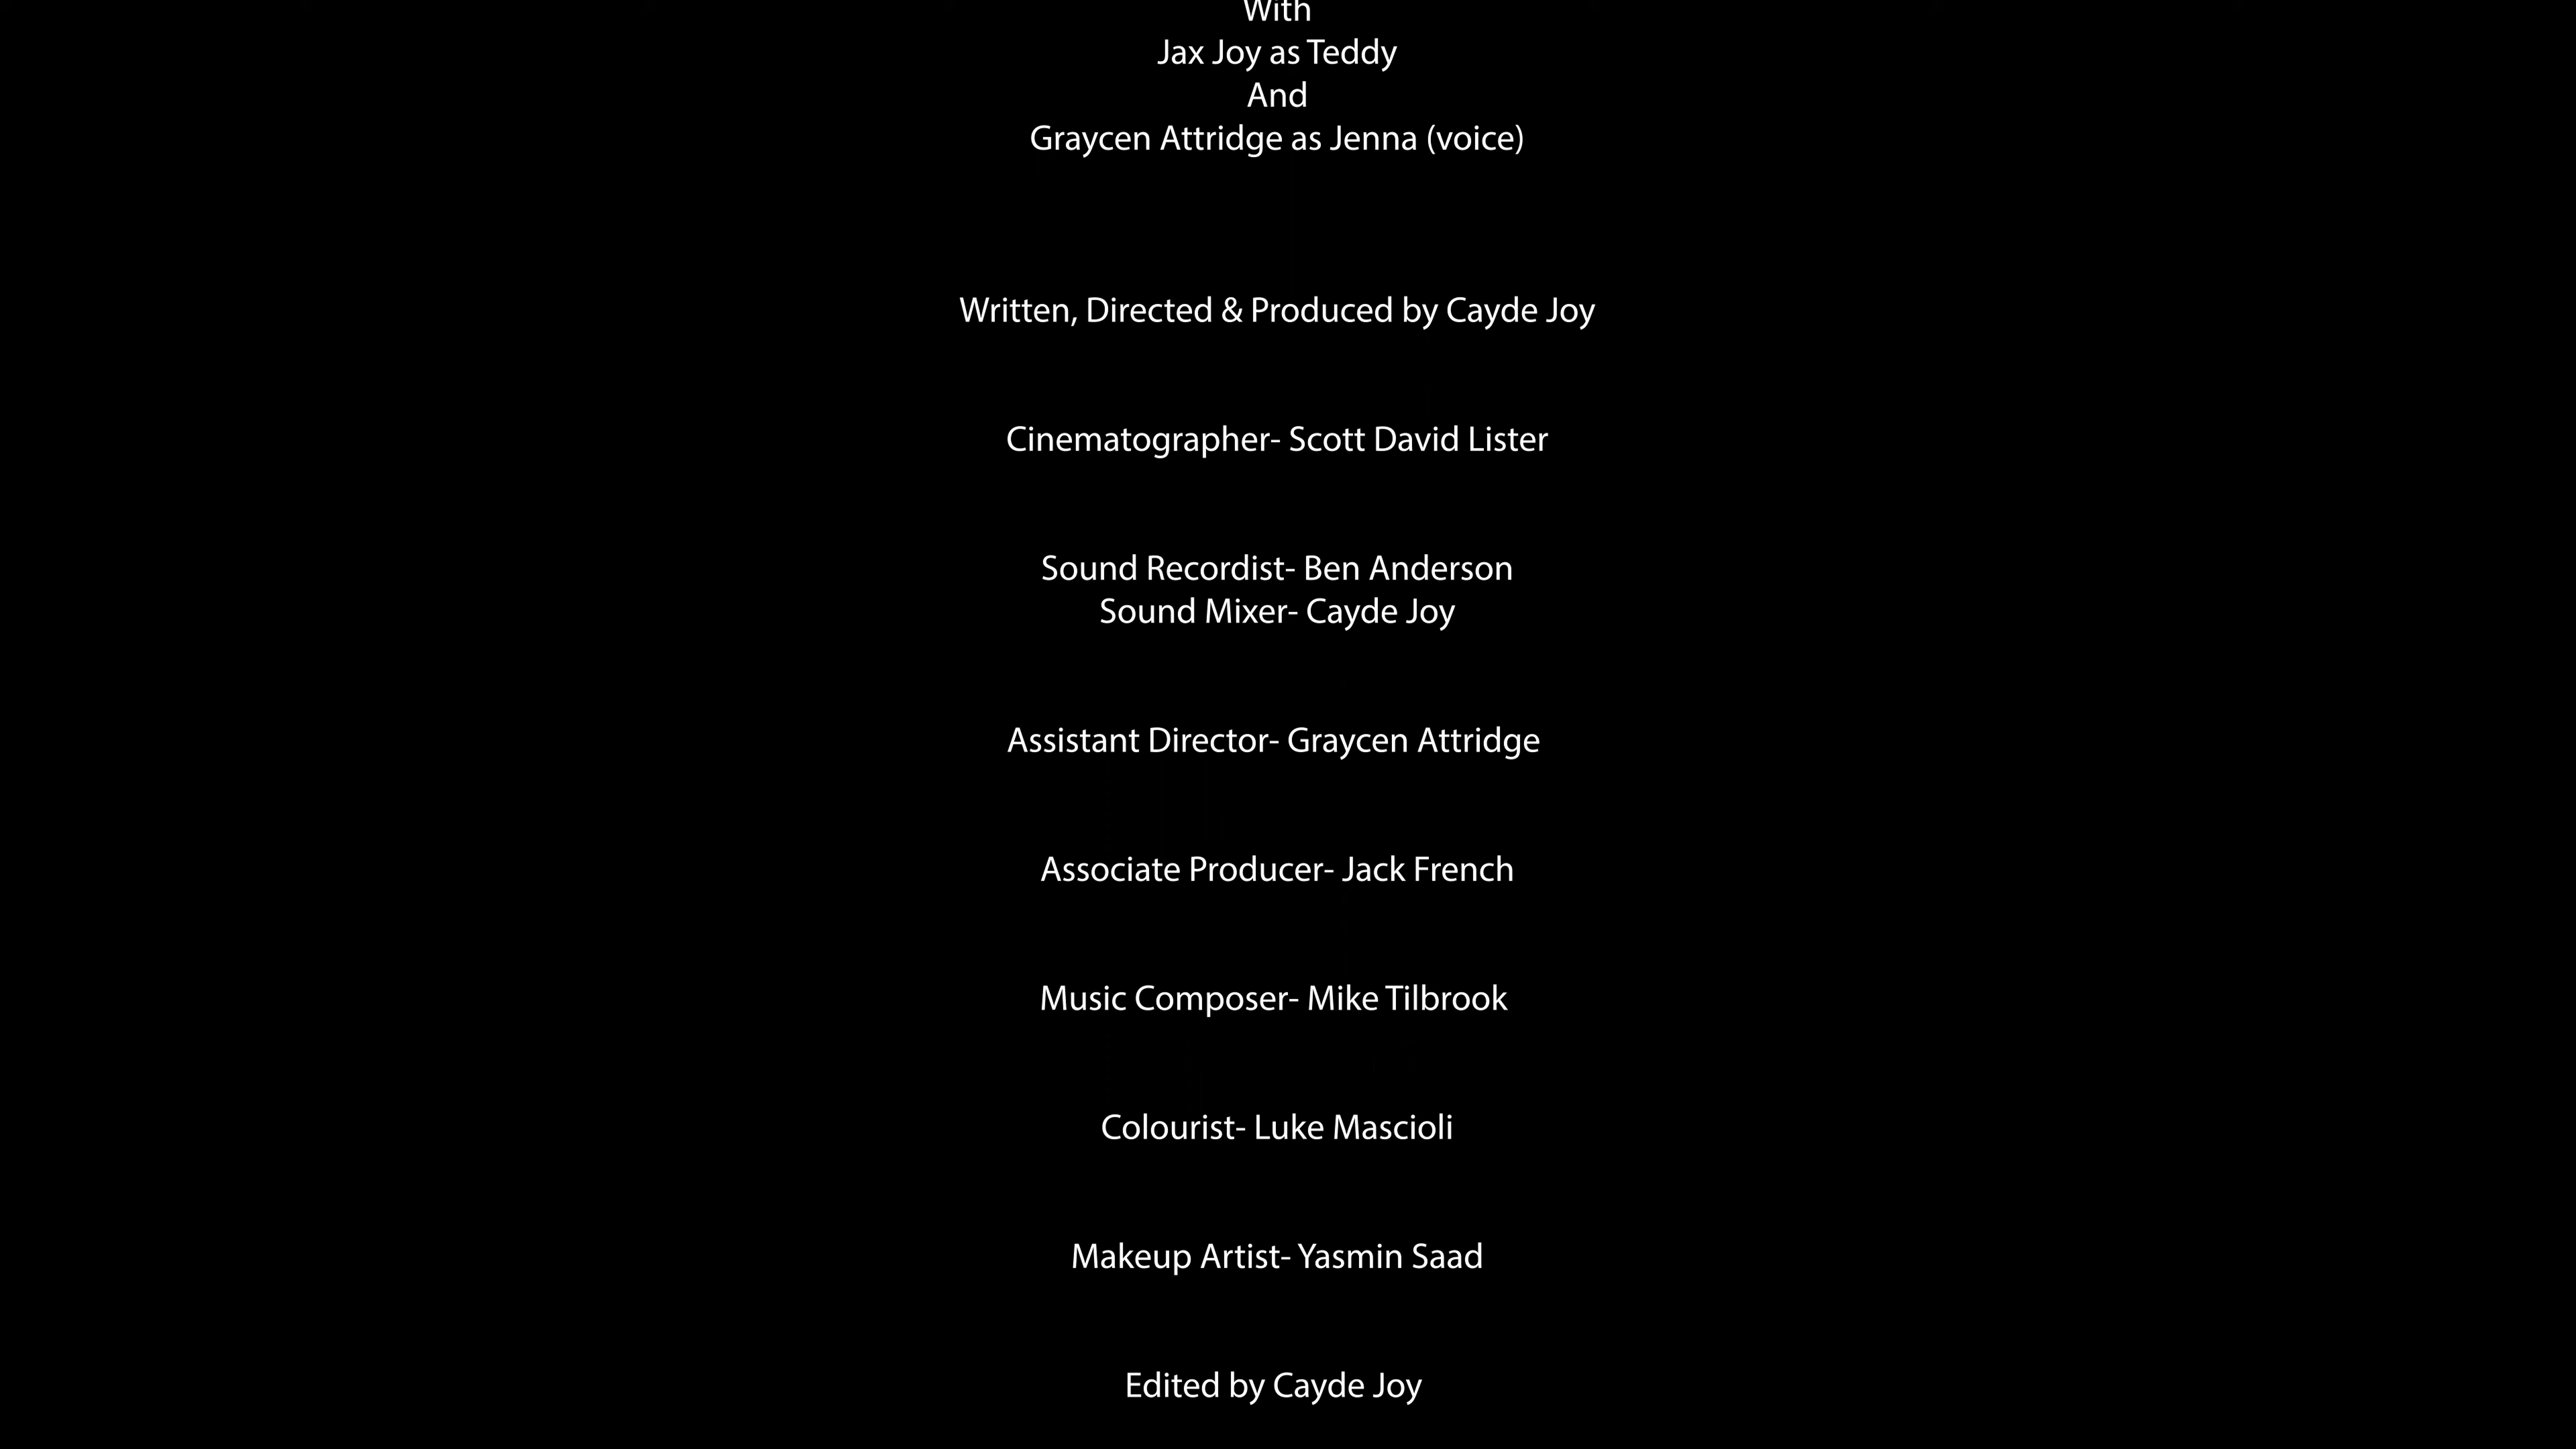 With
Jax Joy as Teddy
And
Graycen Attridge as Jenna (voice)
Written, Directed & Produced by Cayde Joy
Cinematographer- Scott David Lister
Sound Recordist- Ben Anderson
Sound Mixer- Cayde Joy
Assistant Director- Graycen Attridge
Associate Producer- Jack French
Music Composer- Mike Tilbrook
Colourist- Luke Mascioli
Makeup Artist- Yasmin Saad
Edited by Cayde Joy